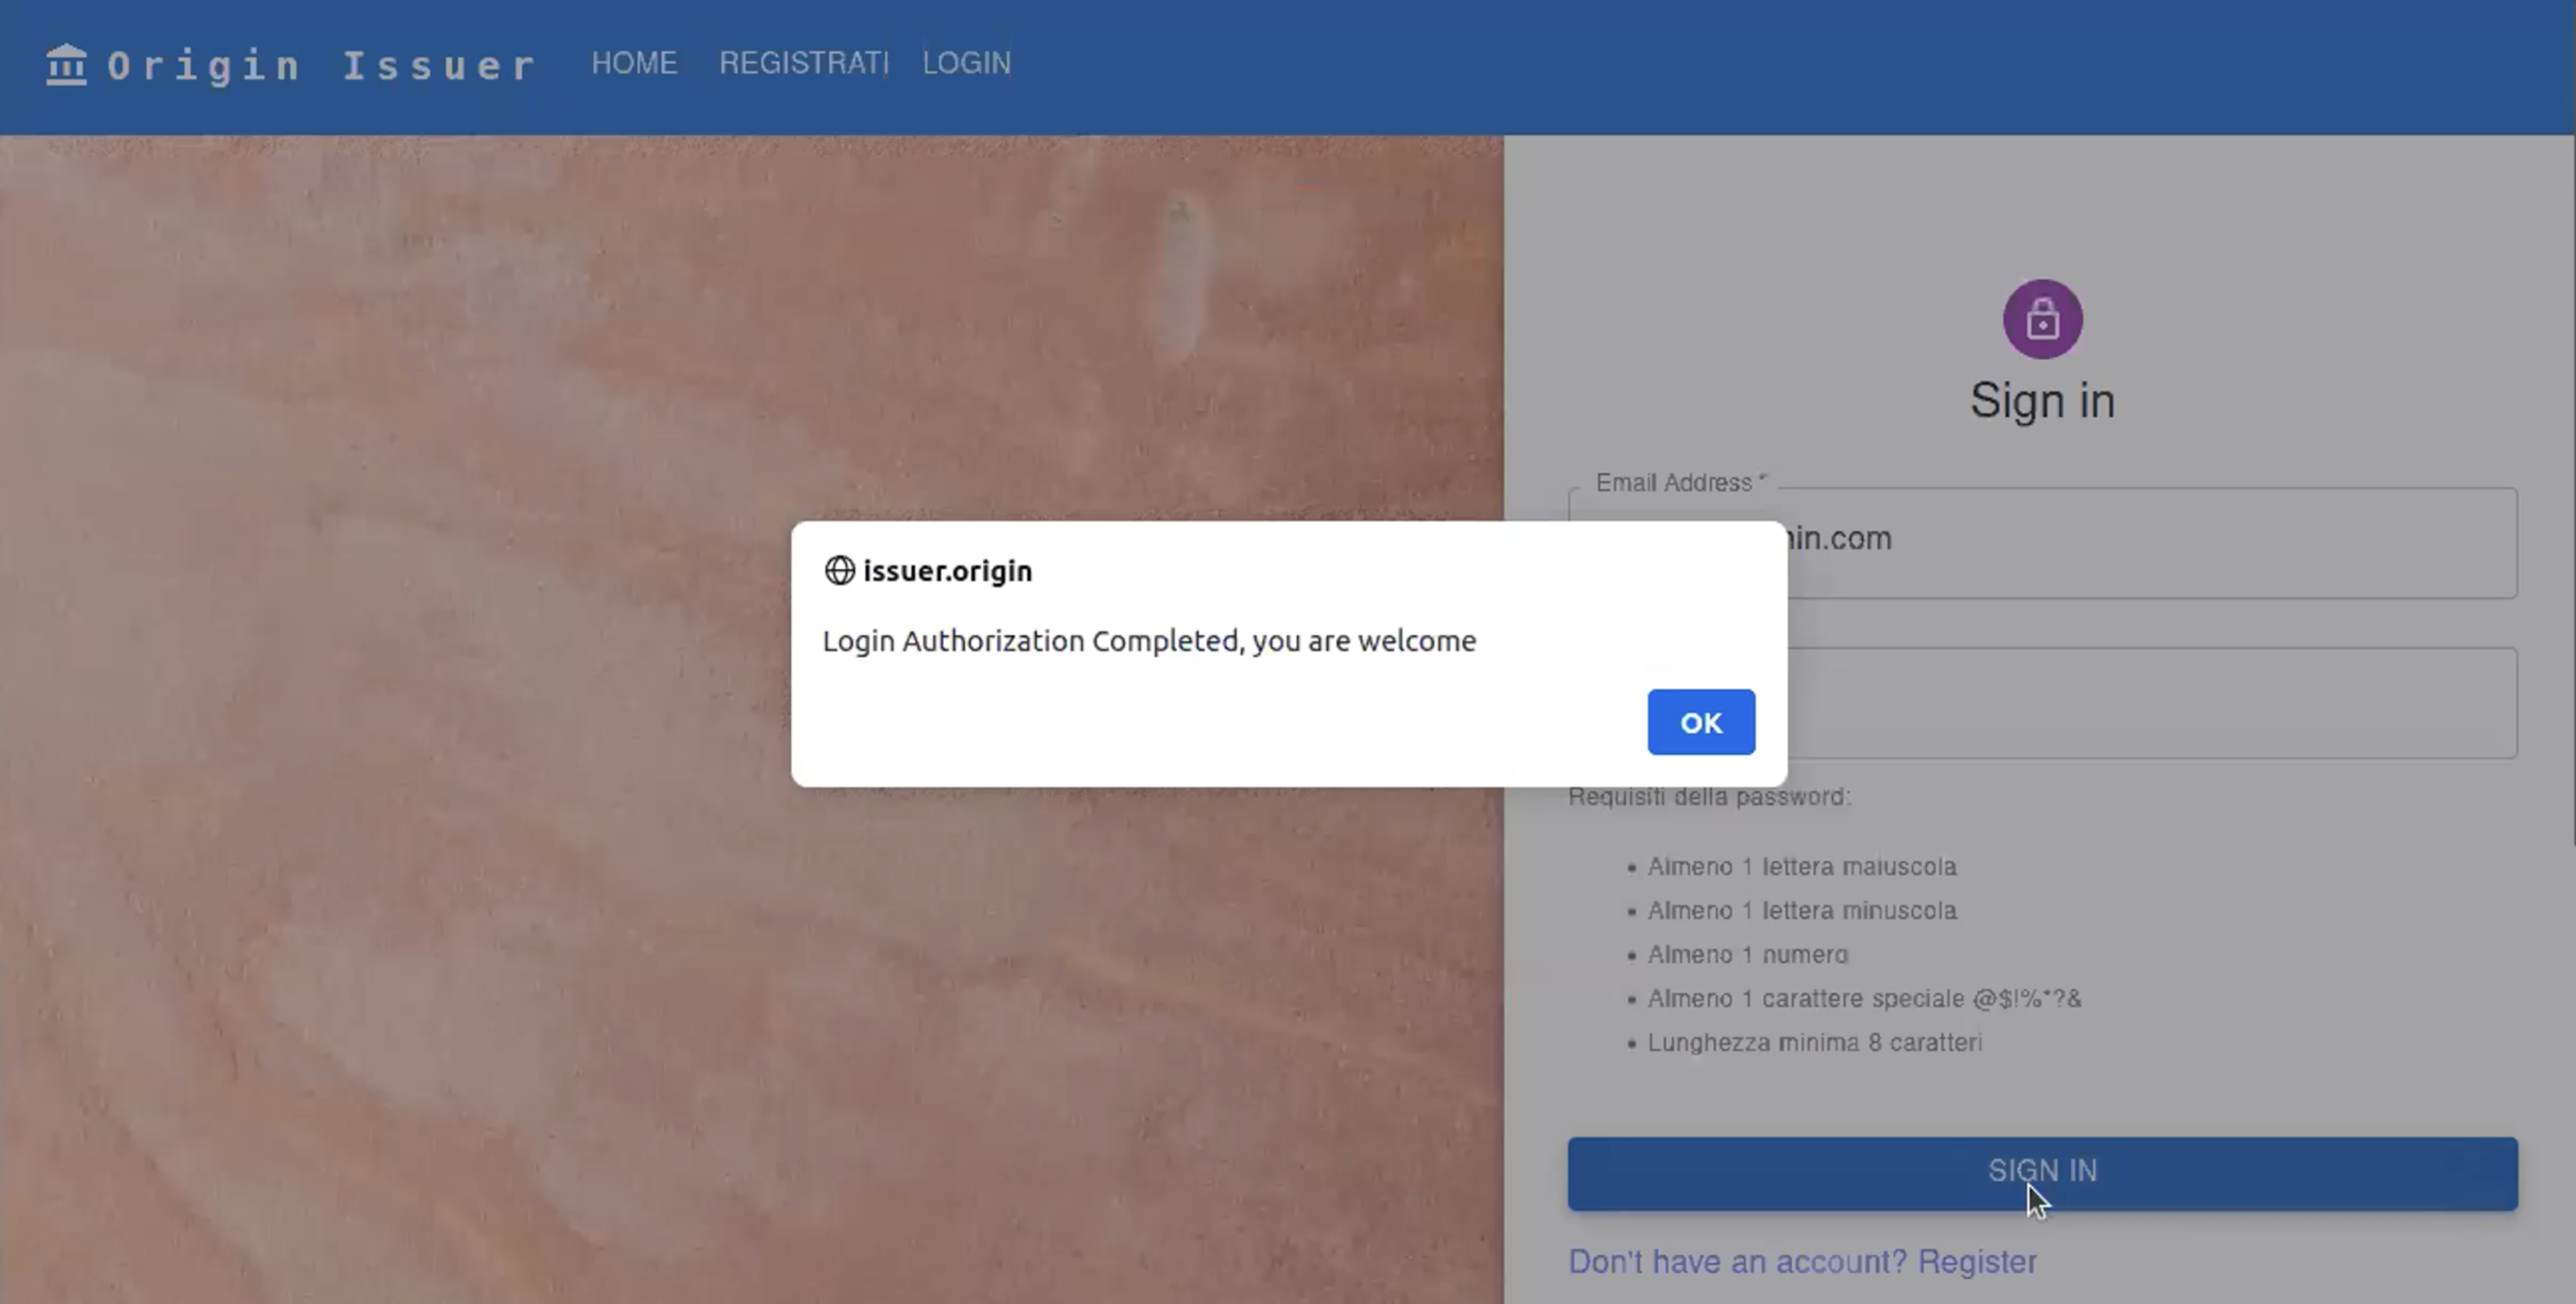 Origin Issuer HOME REGISTRATI LOGIN
Sign in
Email Address *
in.com
issuer.origin
Login Authorization Completed, you are welcome
OK
Requisiti della password:
• Almeno 1 lettera maiuscola
• Almeno 1 lettera minuscola
• Almeno 1 numero
• Almeno 1 carattere speciale @$!%*?&
• Lunghezza minima 8 caratteri
SIGN IN
Don't have an account? Register